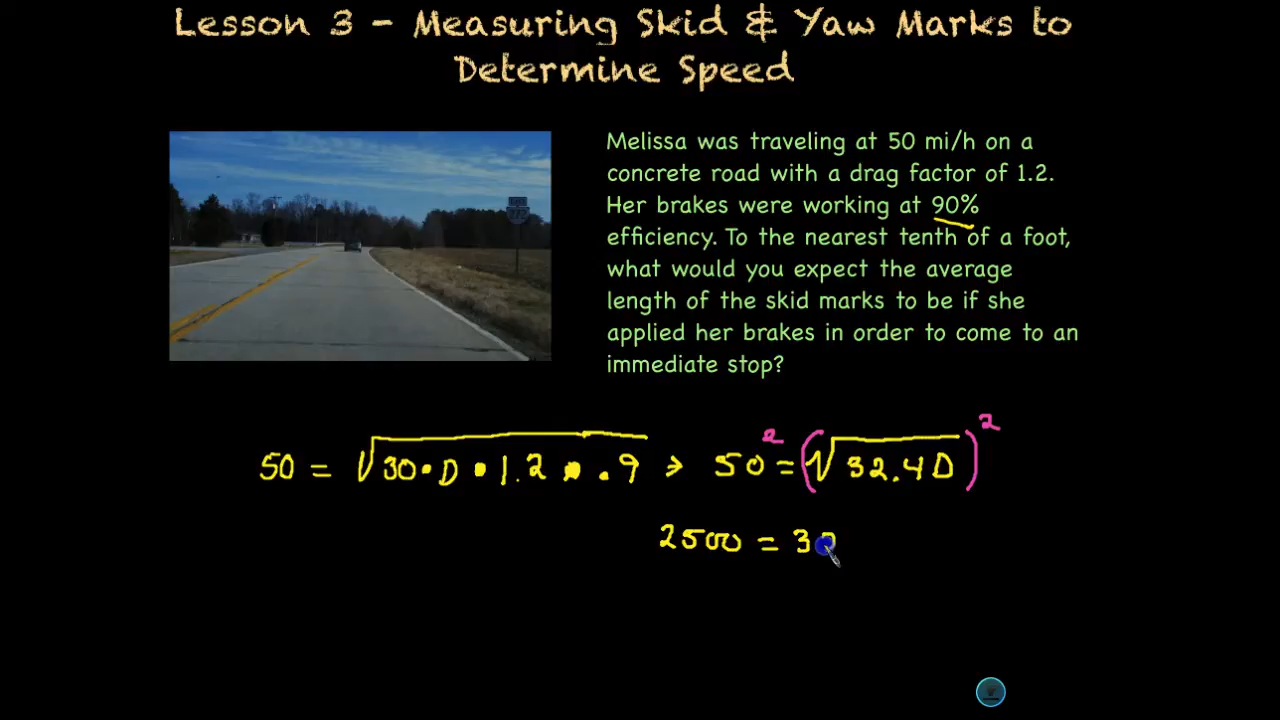 Lesson 3 - Measuring Skid & Yaw Marks to
Determine Speed
Melissa was traveling at 50 mi/h on a
concrete road with a drag factor of 1.2.
Her brakes were working at 90%
efficiency. To the nearest tenth of a foot,
what would you expect the average
length of the skid marks to be if she
applied her brakes in order to come to an
immediate stop?
50 = √30•D•1.2•.9 → 50² = (√32.4D)²
2500 = 3